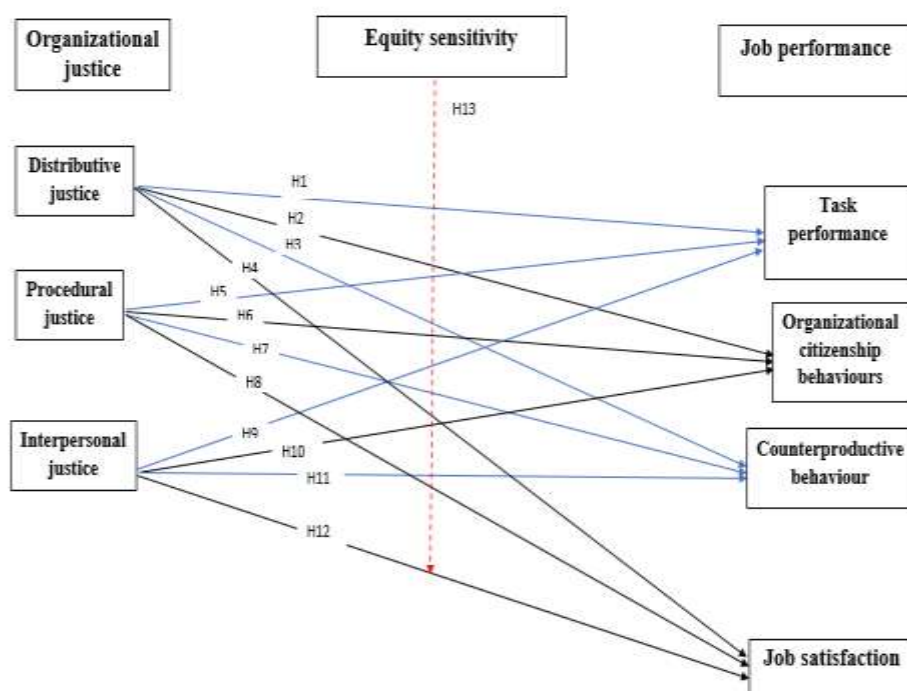 Organizational
justice
Equity sensitivity
Job performance
H13
Distributive
justice
H1
H2
H3
H4
Task
performance
Procedural
justice
H5
H6
H7
H8
Organizational
citizenship
behaviours
Interpersonal
justice
H9
H10
H11
H12
Counterproductive
behaviour
Job satisfaction